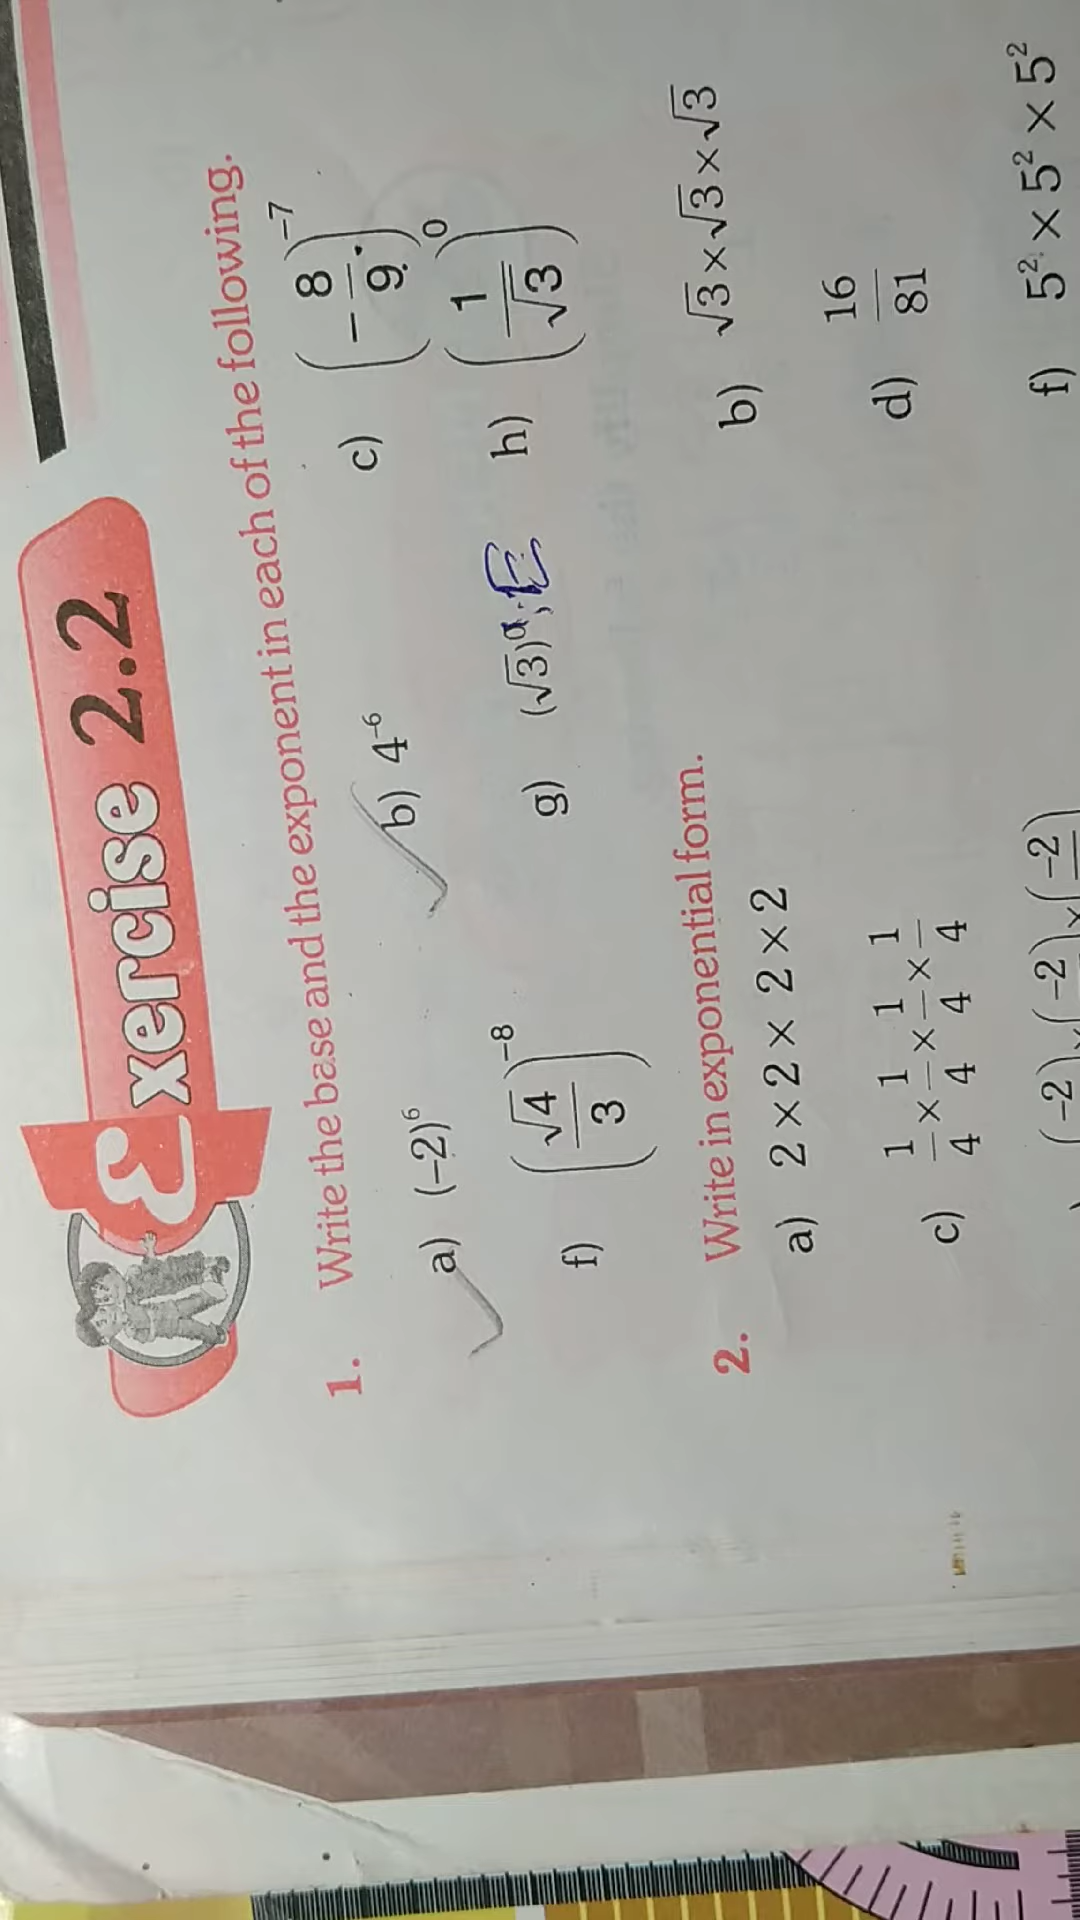 Exercise 2.2
1. Write the base and the exponent in each of the following.
a) (−2)⁶ b) 4⁻⁶ c) (−8/9)⁻⁷
f) (√4/3)⁻⁸ g) (√3)⁹ h) (1/√3)⁰
2. Write in exponential form.
a) 2 × 2 × 2 × 2 b) √3 × √3 × √3
c) 1/4 × 1/4 × 1/4 × 1/4 d) 16/81
f) 5² × 5² × 5²